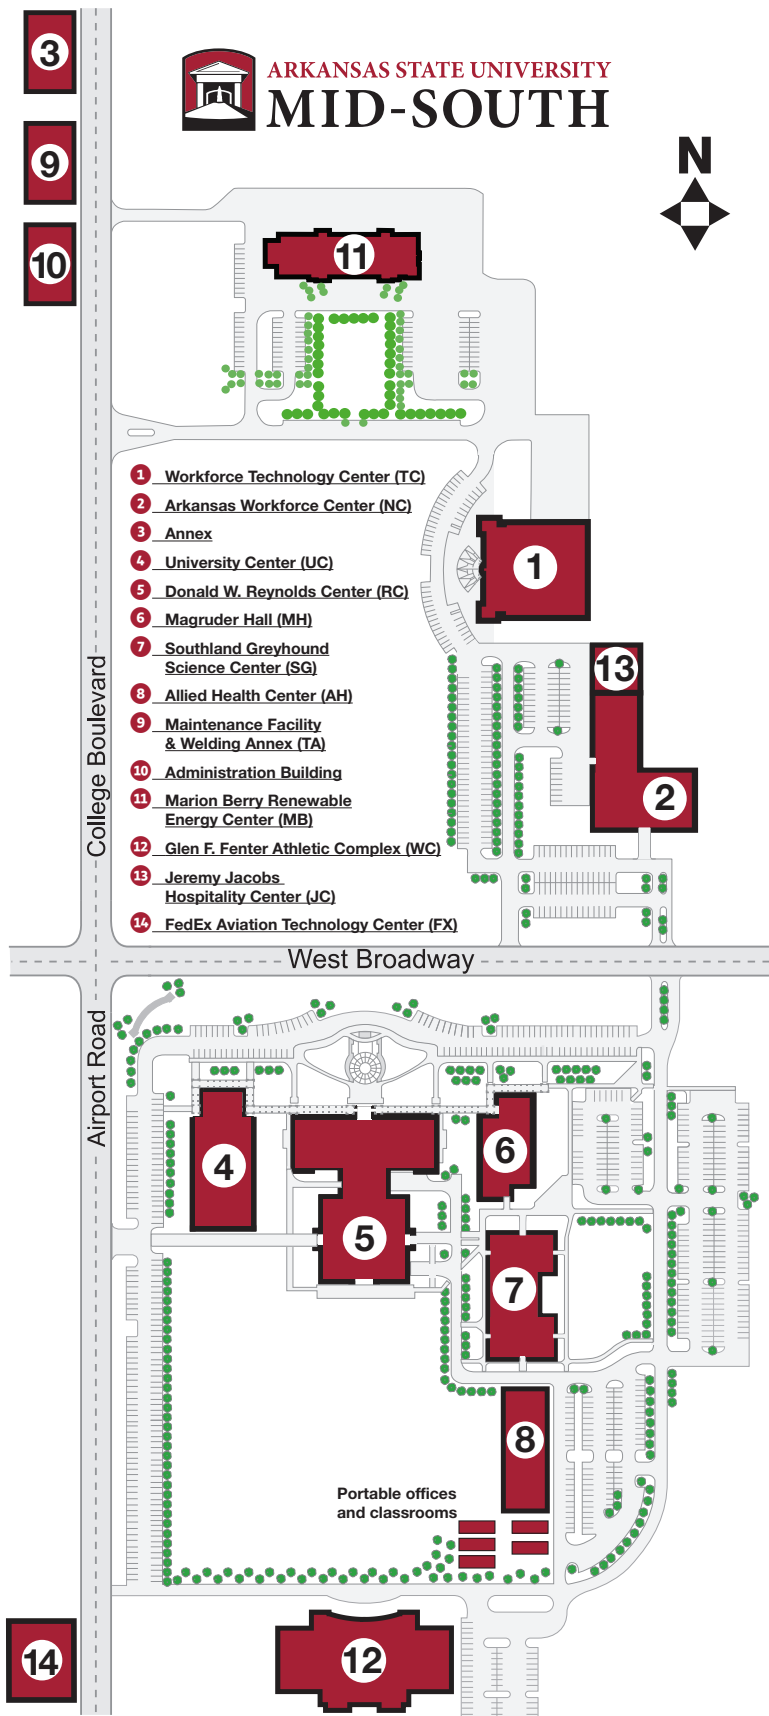 3
ARKANSAS STATE UNIVERSITY
MID-SOUTH
9
N
10
11
1 Workforce Technology Center (TC)
2 Arkansas Workforce Center (NC)
3 Annex
4 University Center (UC)
5 Donald W. Reynolds Center (RC)
6 Magruder Hall (MH)
7 Southland Greyhound
Science Center (SG)
8 Allied Health Center (AH)
9 Maintenance Facility
& Welding Annex (TA)
10 Administration Building
11 Marion Berry Renewable
Energy Center (MB)
12 Glen F. Fenter Athletic Complex (WC)
13 Jeremy Jacobs
Hospitality Center (JC)
14 FedEx Aviation Technology Center (FX)
1
13
2
College Boulevard
West Broadway
Airport Road
4
5
6
7
8
Portable offices
and classrooms
14
12